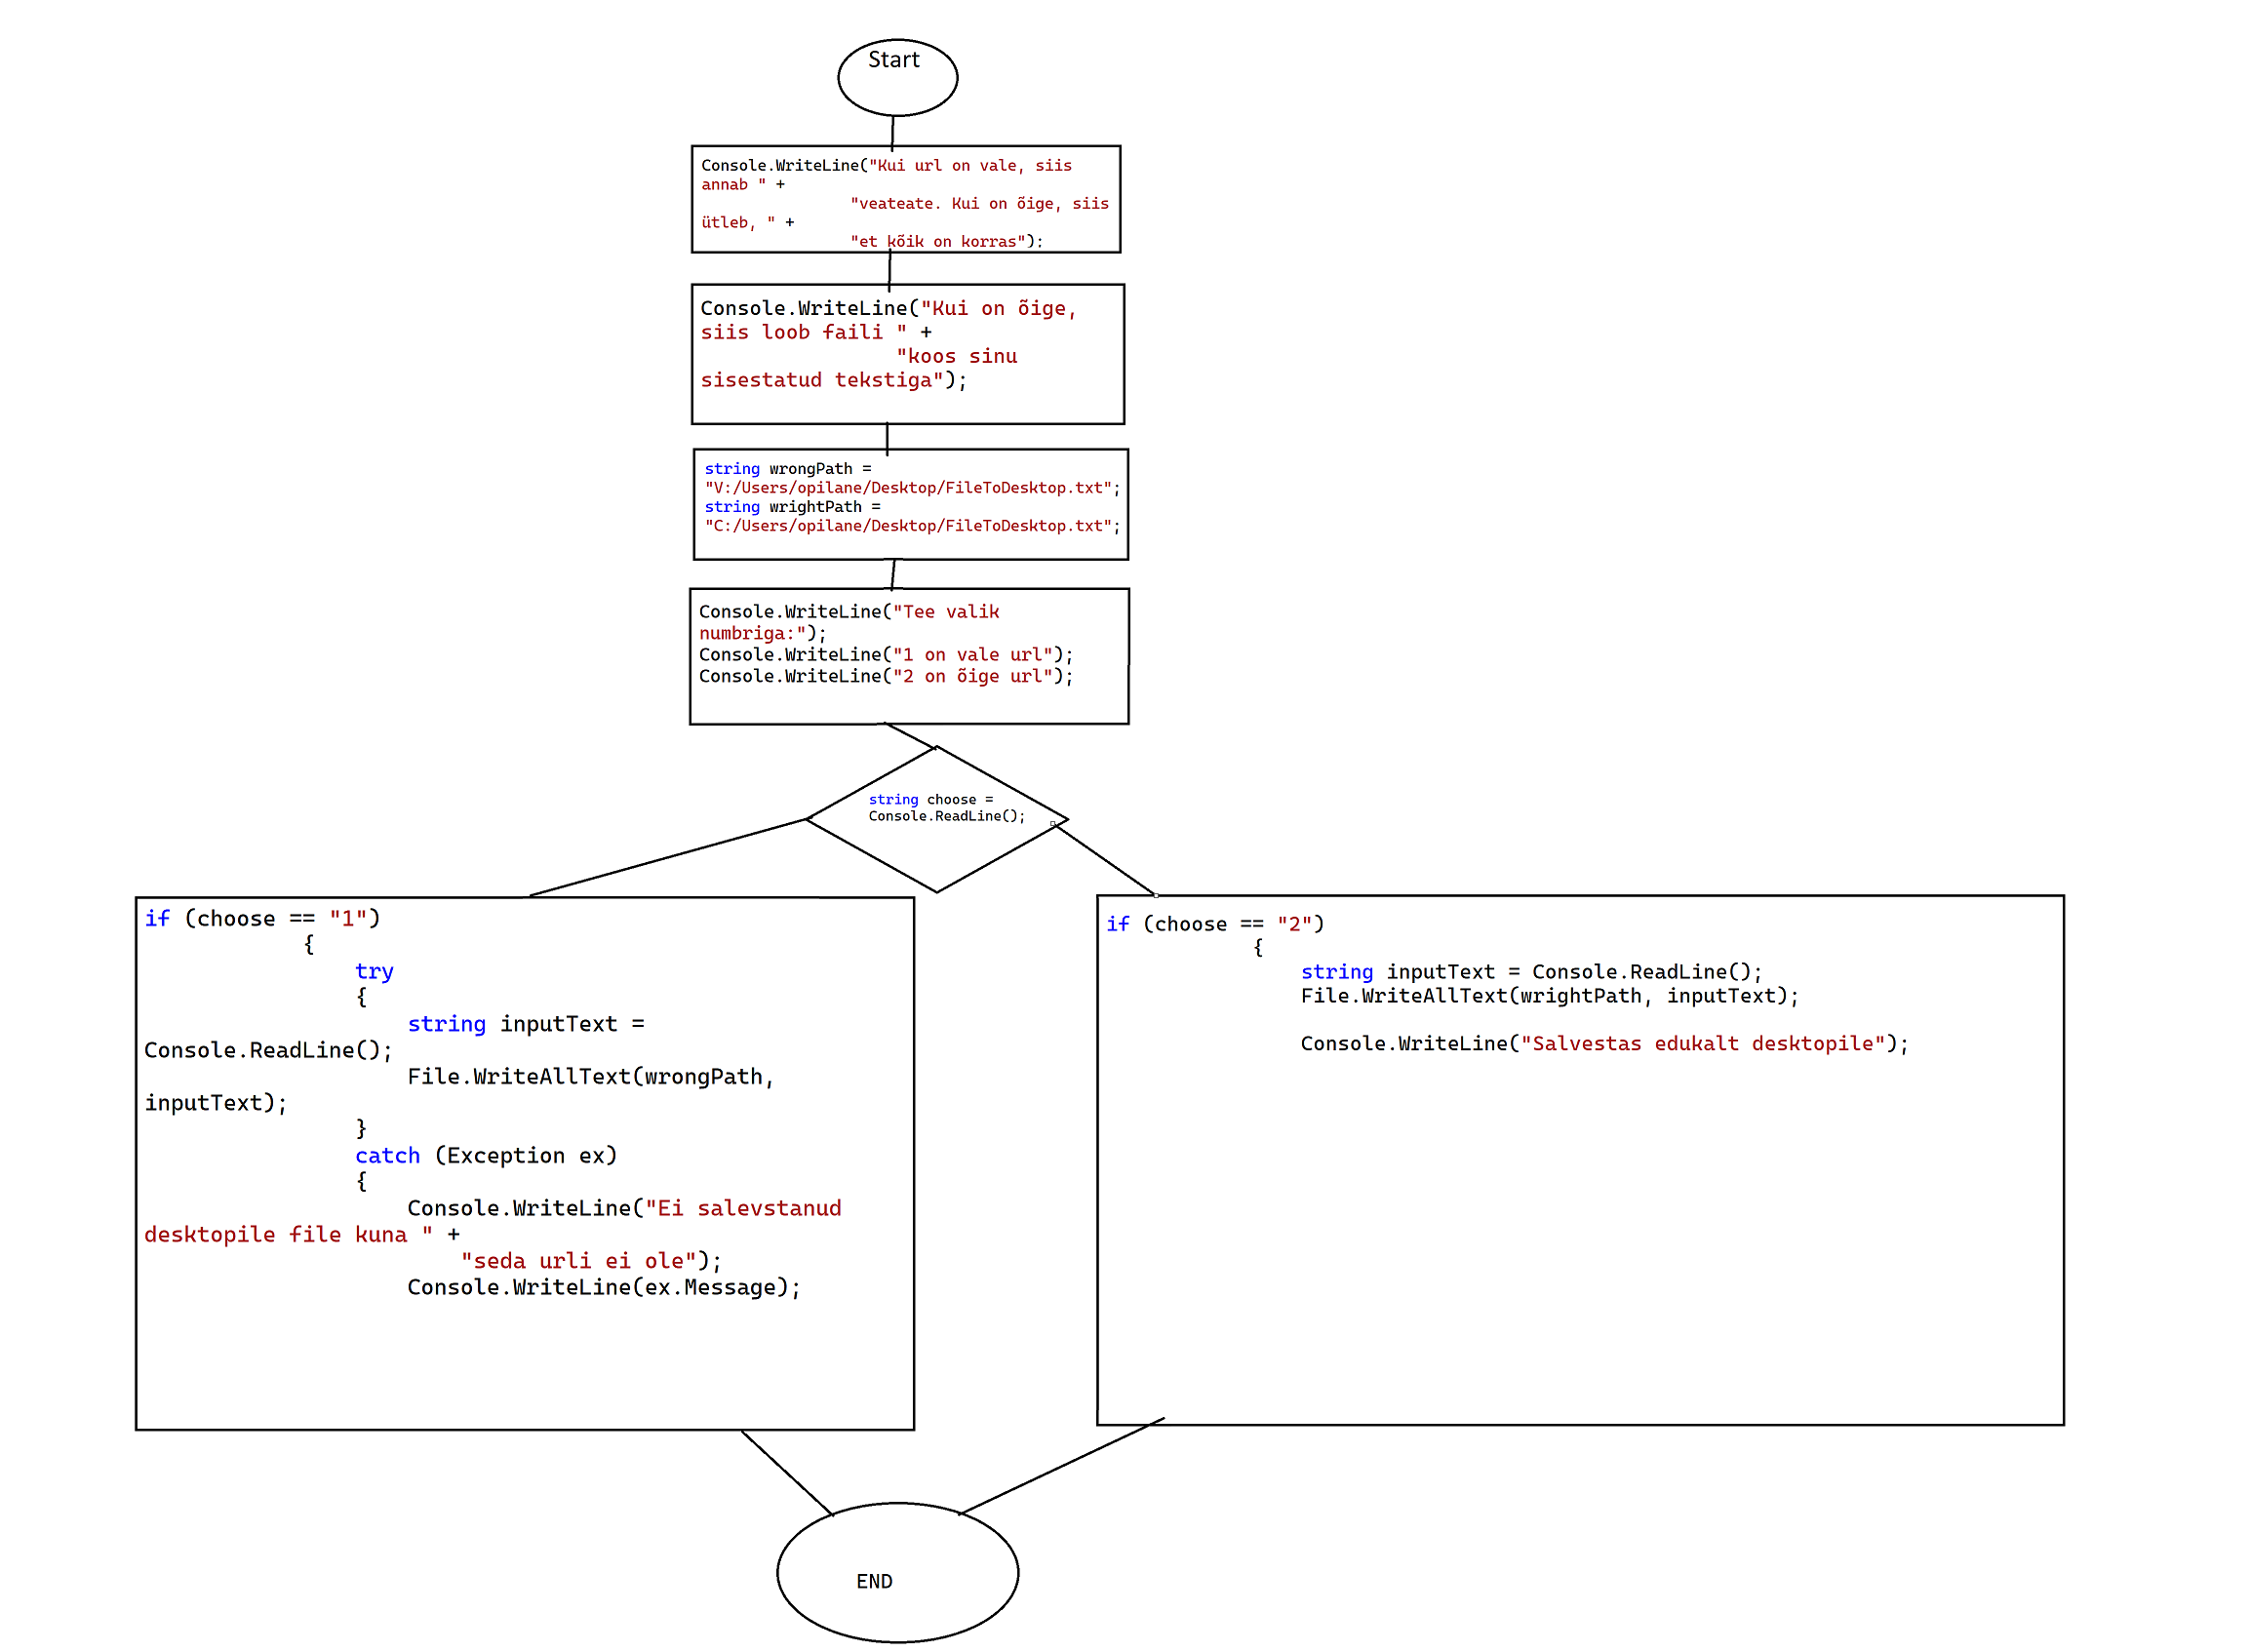 Start
Console.WriteLine("Kui url on vale, siis
annab " +
"veateate. Kui on õige, siis
ütleb, " +
"et kõik on korras");
Console.WriteLine("Kui on õige,
siis loob faili " +
"koos sinu
sisestatud tekstiga");
string wrongPath =
"V:/Users/opilane/Desktop/FileToDesktop.txt";
string wrightPath =
"C:/Users/opilane/Desktop/FileToDesktop.txt";
Console.WriteLine("Tee valik
numbriga:");
Console.WriteLine("1 on vale url");
Console.WriteLine("2 on õige url");
string choose =
Console.ReadLine();
if (choose == "1")
{
try
{
string inputText =
Console.ReadLine();
File.WriteAllText(wrongPath,
inputText);
}
catch (Exception ex)
{
Console.WriteLine("Ei salevstanud
desktopile file kuna " +
"seda urli ei ole");
Console.WriteLine(ex.Message);
if (choose == "2")
{
string inputText = Console.ReadLine();
File.WriteAllText(wrightPath, inputText);
Console.WriteLine("Salvestas edukalt desktopile");
END